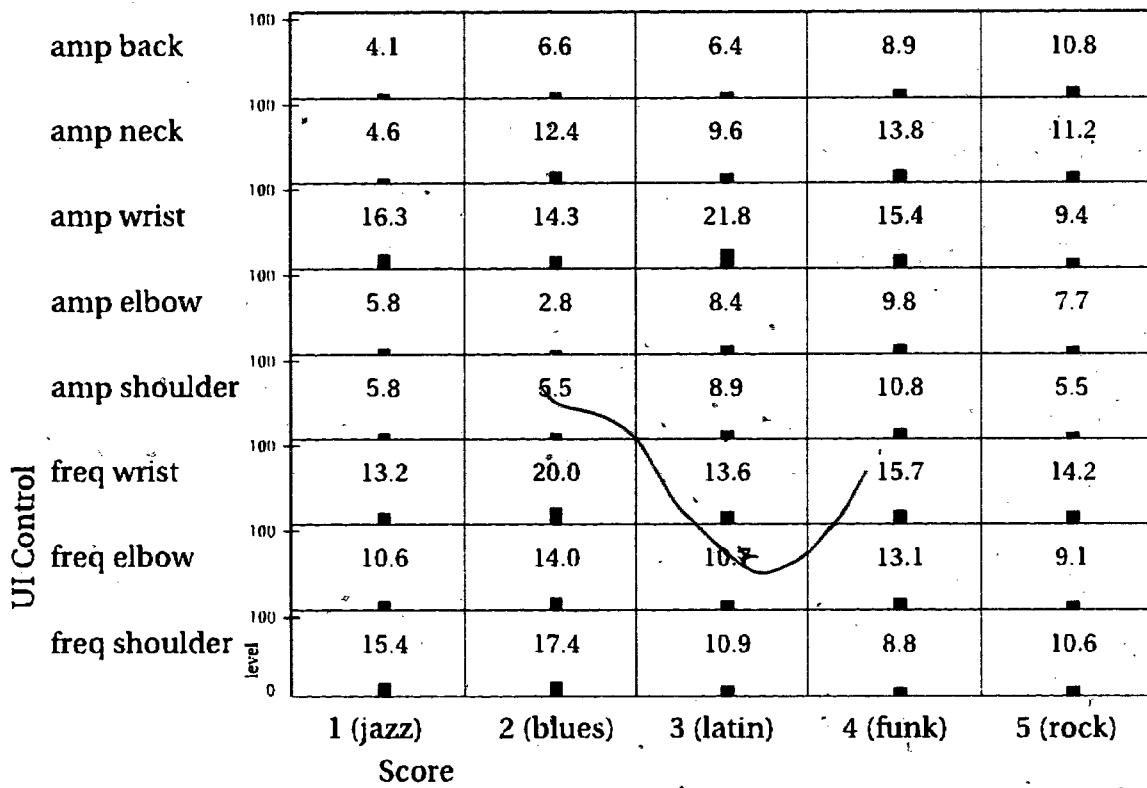 100
amp back 4.1 6.6 6.4 8.9 10.8
100
amp neck 4.6 12.4 9.6 13.8 11.2
100
amp wrist 16.3 14.3 21.8 15.4 9.4
100
amp elbow 5.8 2.8 8.4 9.8 7.7
100
amp shoulder 5.8 5.5 8.9 10.8 5.5
100
freq wrist 13.2 20.0 13.6 15.7 14.2
100
freq elbow 10.6 14.0 10.7 13.1 9.1
100
freq shoulder 15.4 17.4 10.9 8.8 10.6
level
0
UI Control
1 (jazz) 2 (blues) 3 (latin) 4 (funk) 5 (rock)
Score